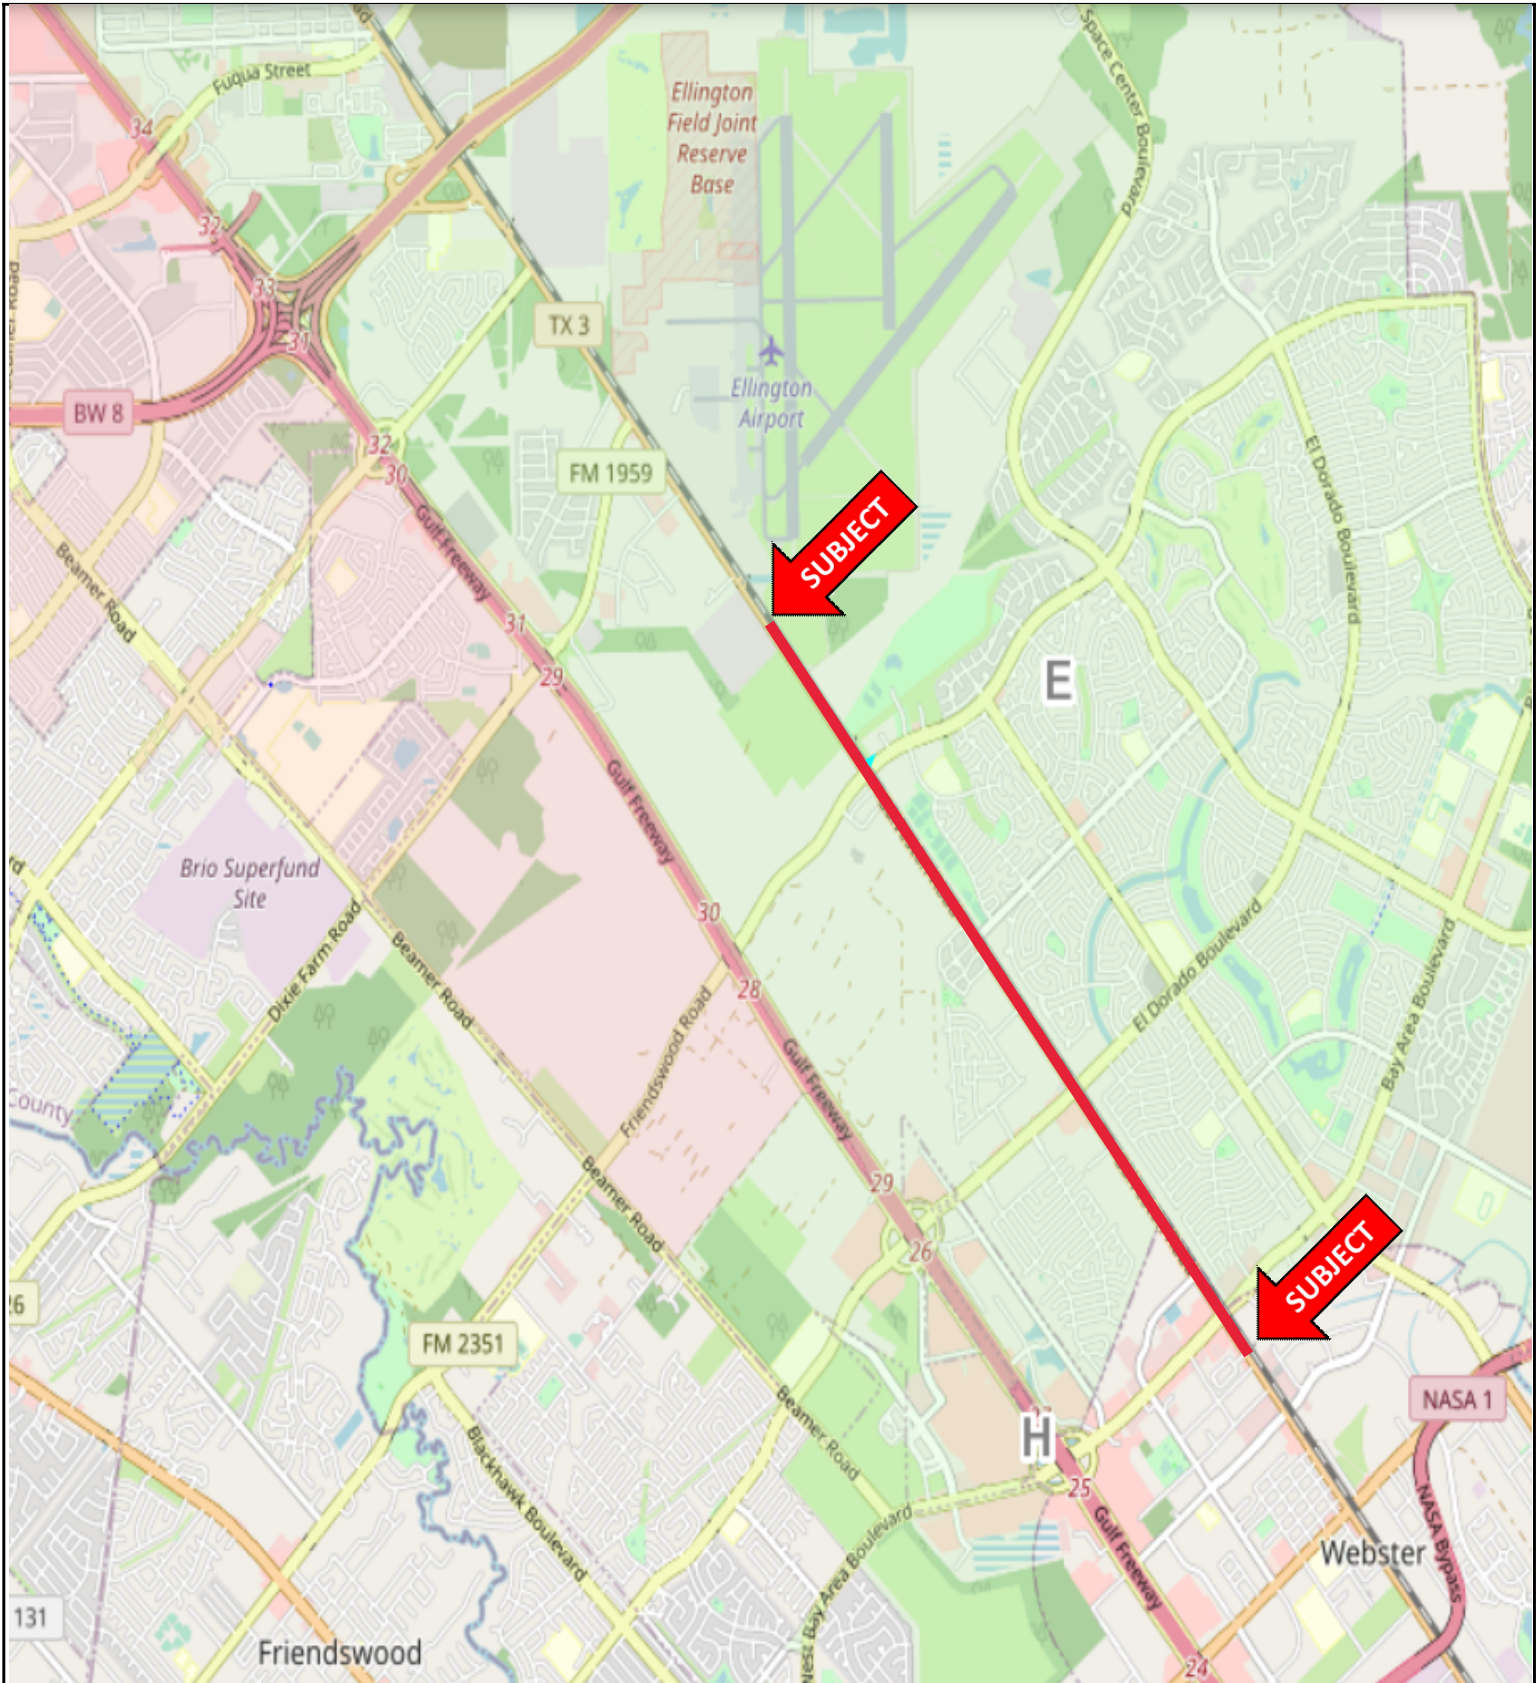 Fuqua Street
34
Ellington
Field Joint
Reserve
Base
Space Center Boulevard
32
33
31
TX 3
Ellington
Airport
BW 8
32
30
FM 1959
SUBJECT
Gulf Freeway
El Dorado Boulevard
Beamer Road
31
29
E
Gulf Freeway
Brio Superfund
Site
30
28
Dixie Farm Road
Beamer Road
El Dorado Boulevard
Bay Area Boulevard
Friendswood Road
Gulf Freeway
County
29
26
Beamer Road
SUBJECT
FM 2351
NASA 1
Beamer Road
H
25
Blackhawk Boulevard
Gulf Freeway
NASA Bypass
West Bay Area Boulevard
Webster
131
Friendswood
24